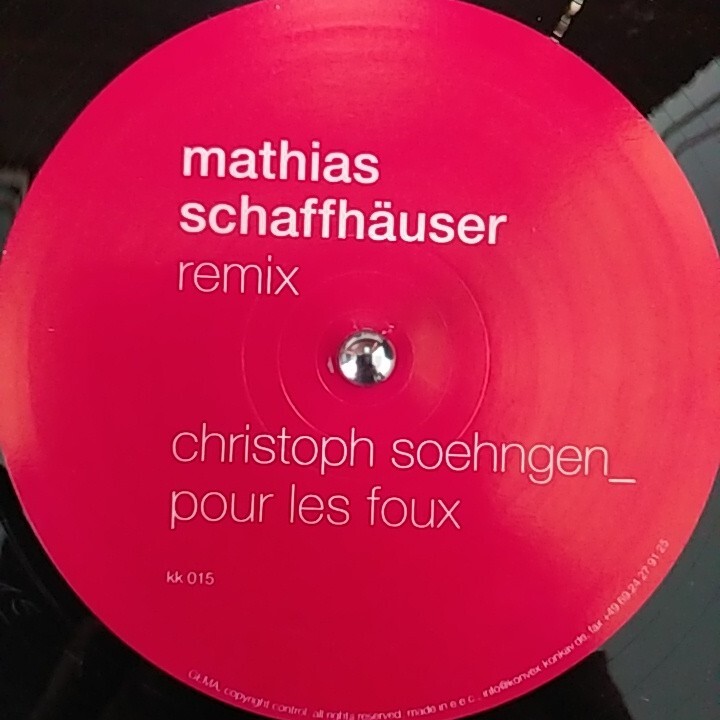 mathias
schaffhäuser
remix
christoph soehngen_
pour les foux
kk 015
GEMA, copyright control. all rights reserved. made in e.e.c., info@konvex-konkav.de, fax +49 69 24 27 91 25